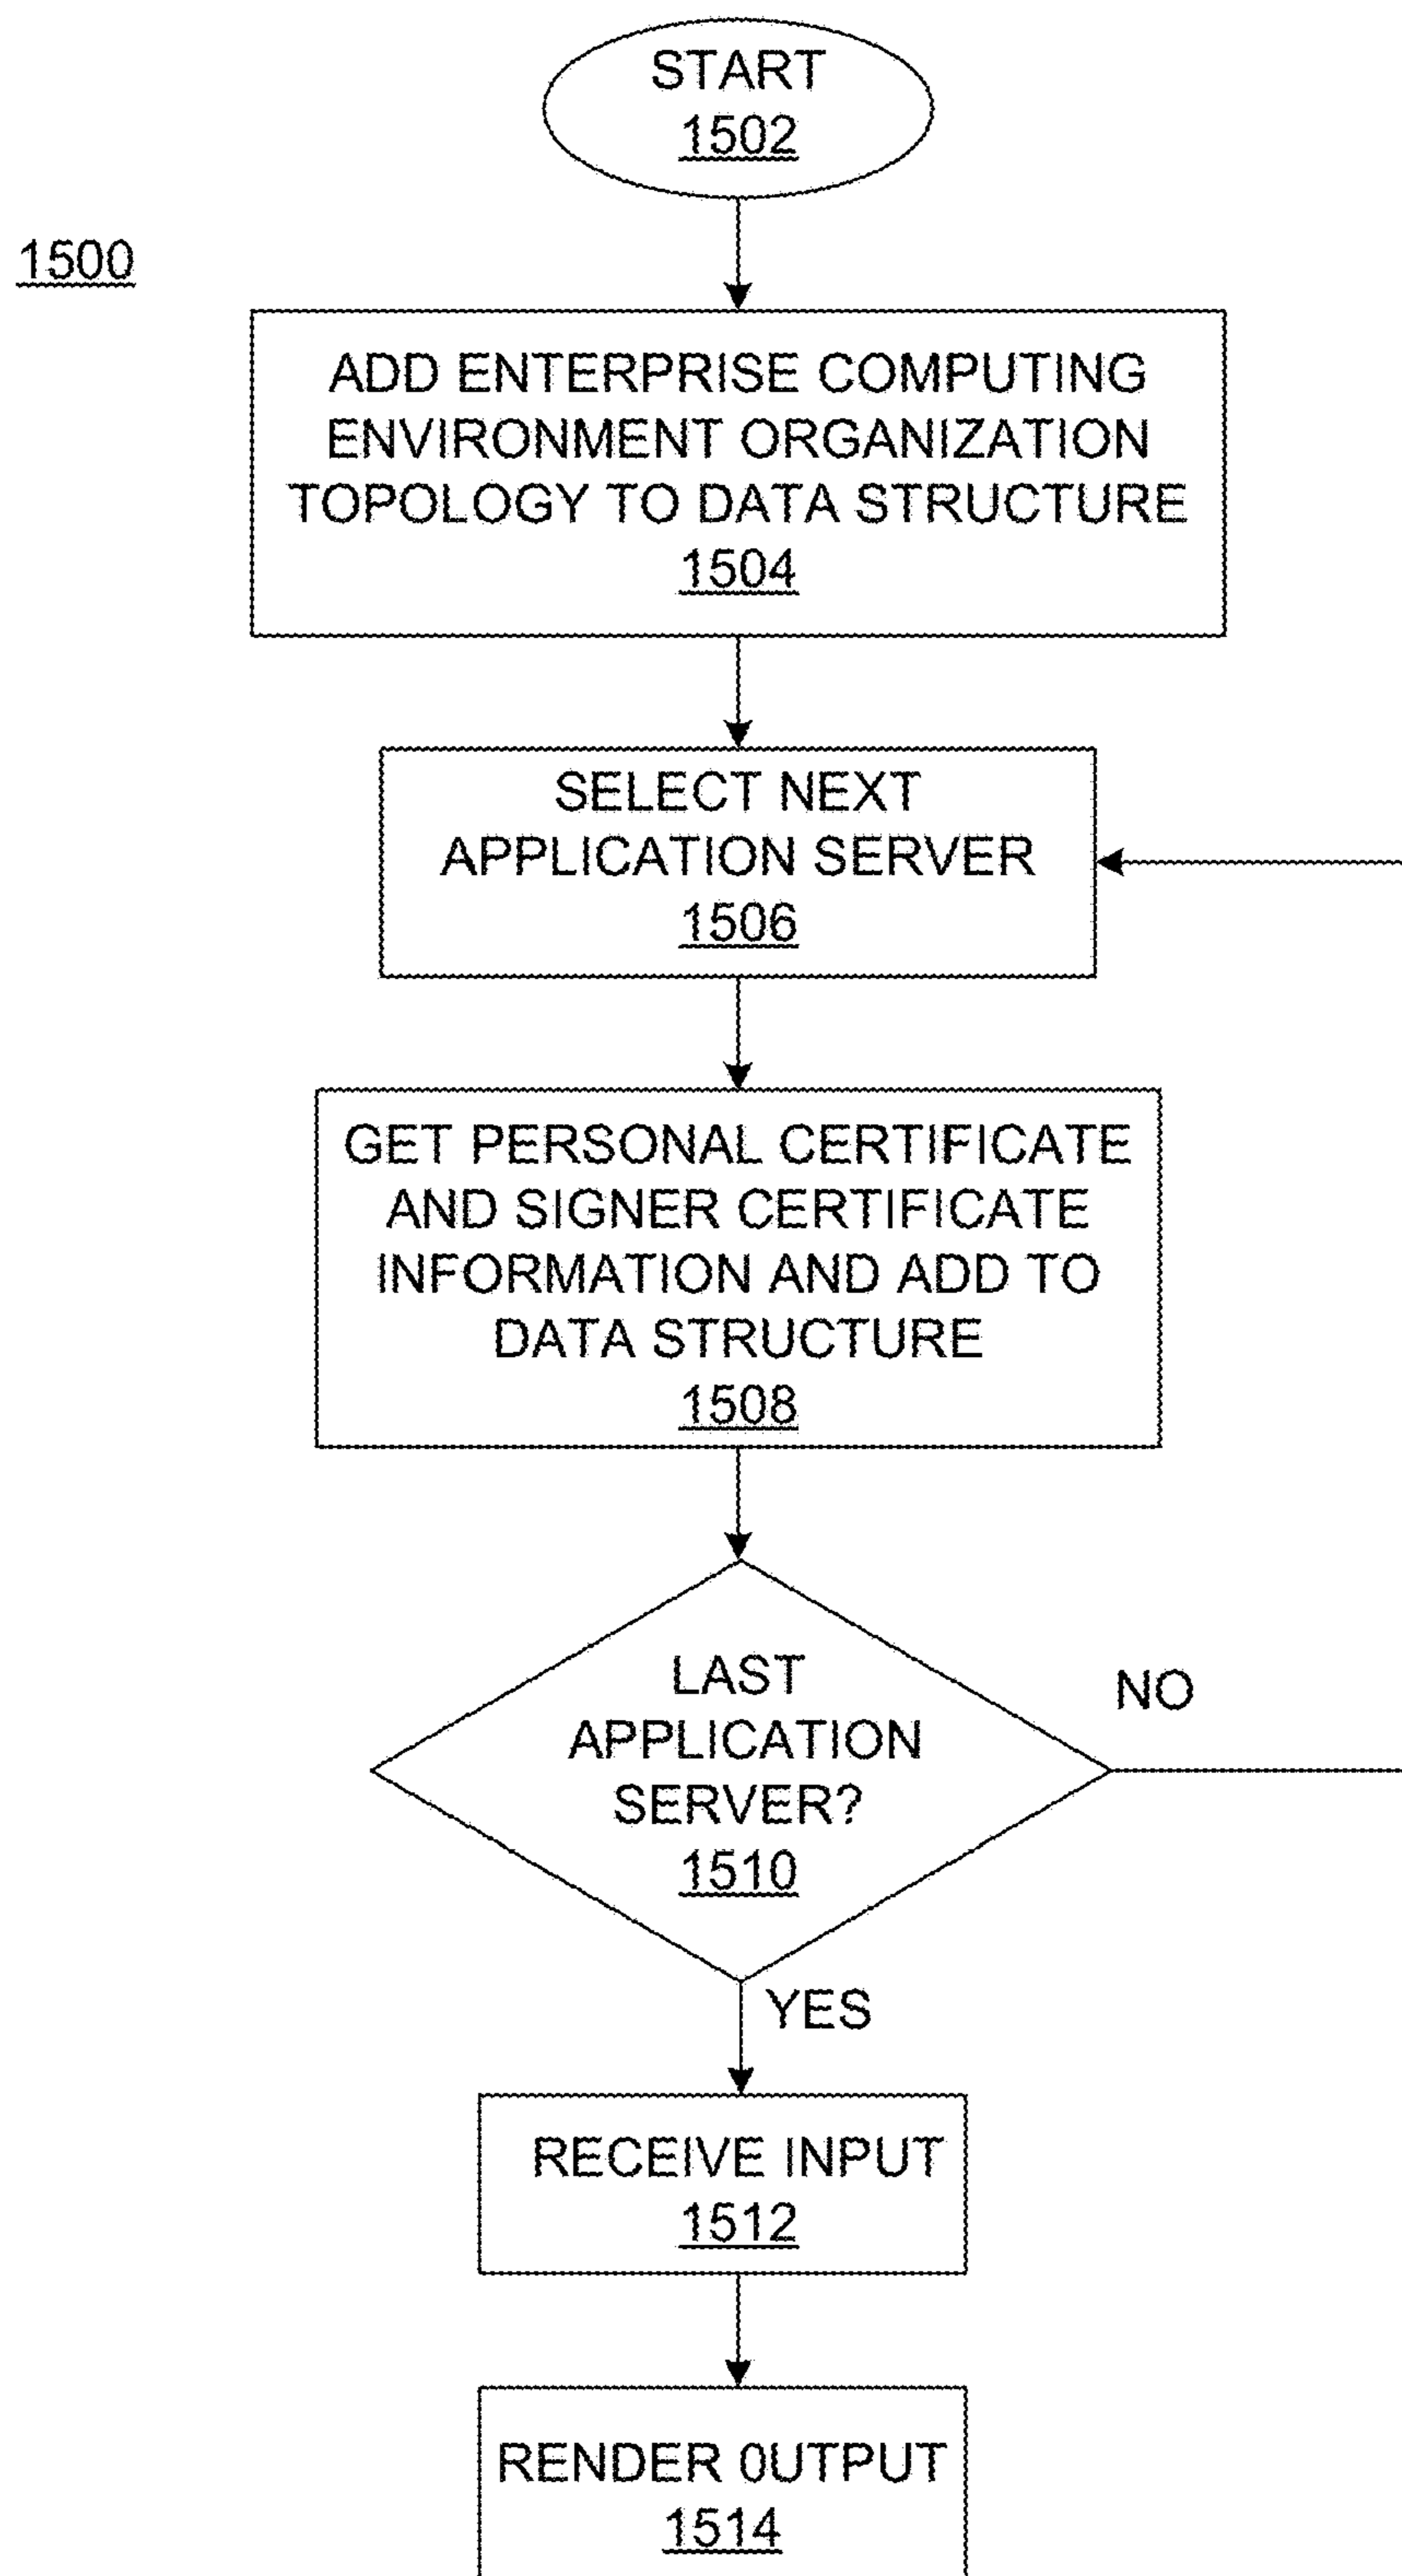 START
1502
1500
ADD ENTERPRISE COMPUTING
ENVIRONMENT ORGANIZATION
TOPOLOGY TO DATA STRUCTURE
1504
SELECT NEXT
APPLICATION SERVER
1506
GET PERSONAL CERTIFICATE
AND SIGNER CERTIFICATE
INFORMATION AND ADD TO
DATA STRUCTURE
1508
LAST
APPLICATION
SERVER?
1510
NO
YES
RECEIVE INPUT
1512
RENDER 0UTPUT
1514